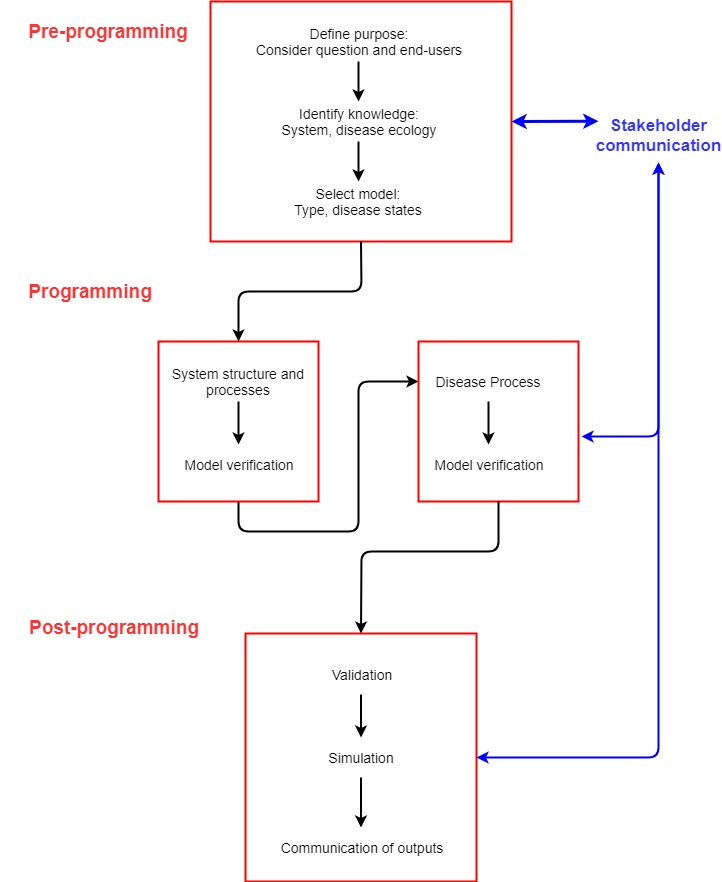 Pre-programming
Define purpose:
Consider question and end-users
Identify knowledge:
System, disease ecology
Select model:
Type, disease states
Stakeholder
communication
Programming
System structure and
processes
Model verification
Disease Process
Model verification
Post-programming
Validation
Simulation
Communication of outputs